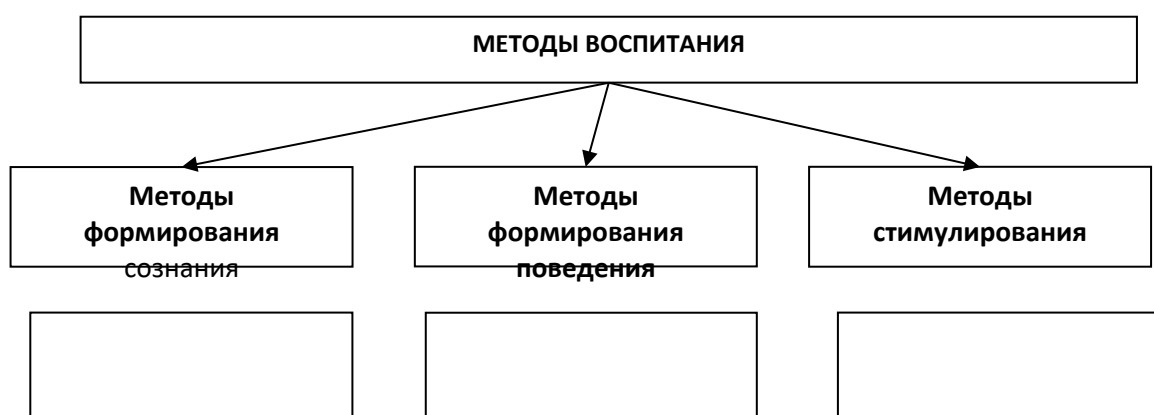 МЕТОДЫ ВОСПИТАНИЯ
Методы
формирования
сознания
Методы
формирования
поведения
Методы
стимулирования